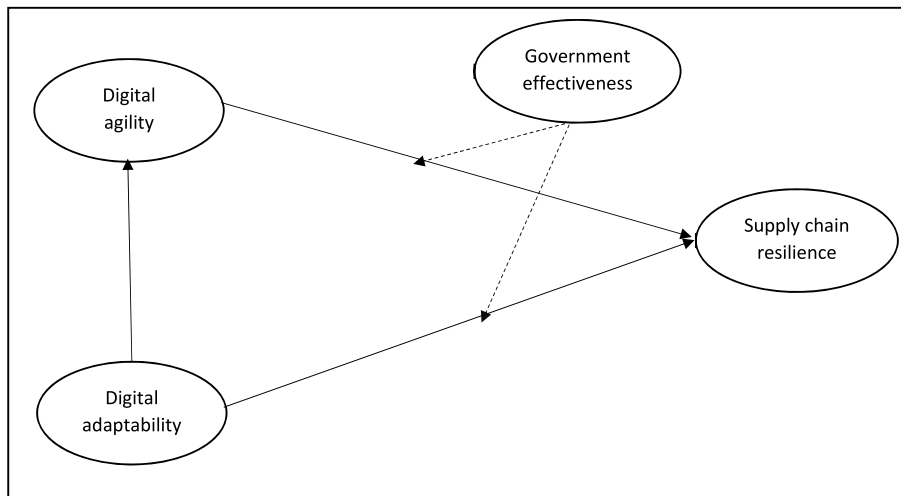 Government
effectiveness
Digital
agility
Supply chain
resilience
Digital
adaptability